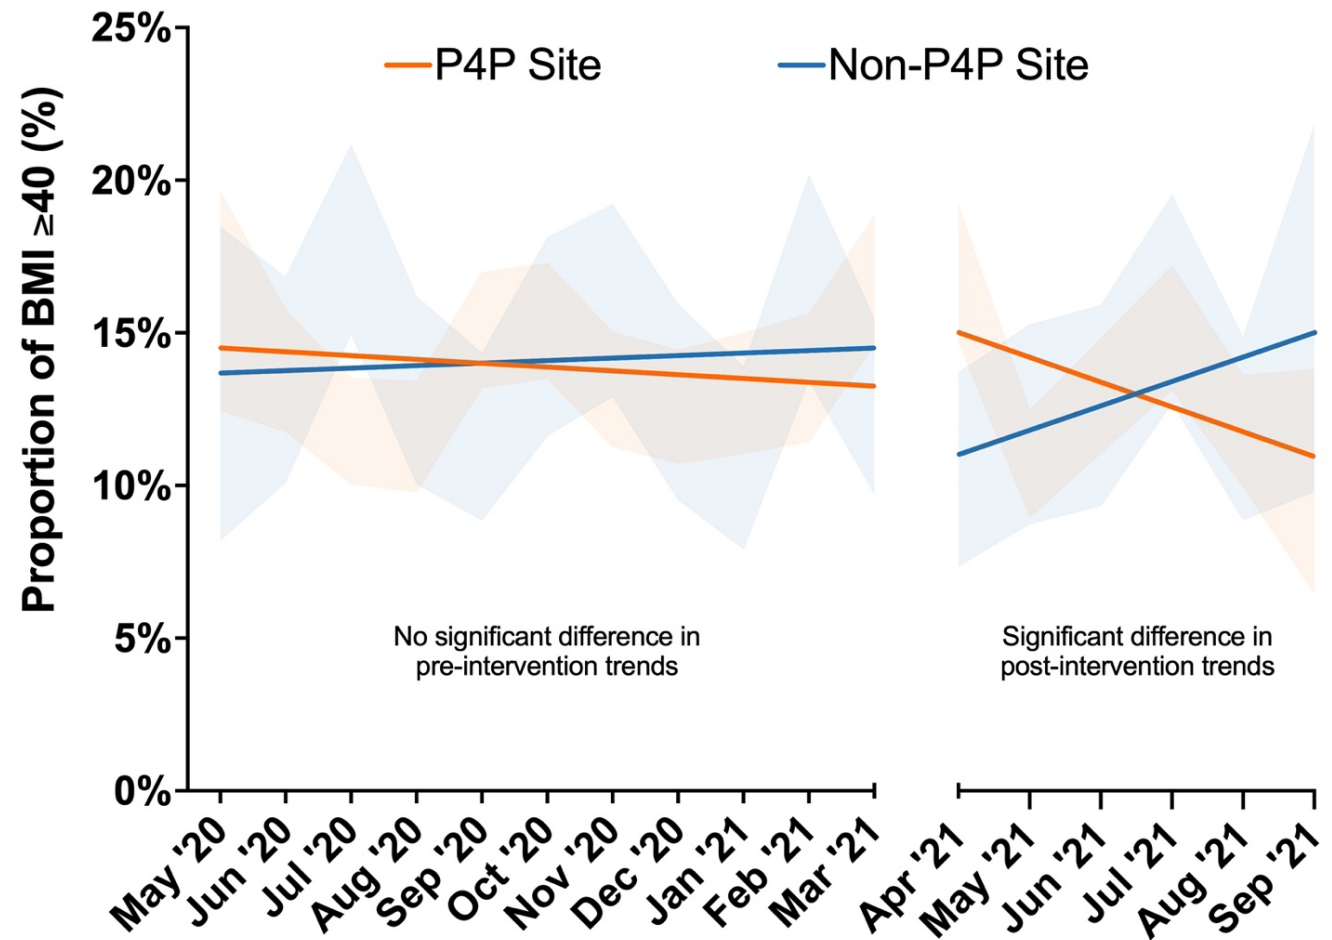 Proportion of BMI ≥40 (%)
25%
20%
15%
10%
5%
0%
P4P Site
Non-P4P Site
No significant difference in
pre-intervention trends
Significant difference in
post-intervention trends
May '20
Jun '20
Jul '20
Aug '20
Sep '20
Oct '20
Nov '20
Dec '20
Jan '21
Feb '21
Mar '21
Apr '21
May '21
Jun '21
Jul '21
Aug '21
Sep '21